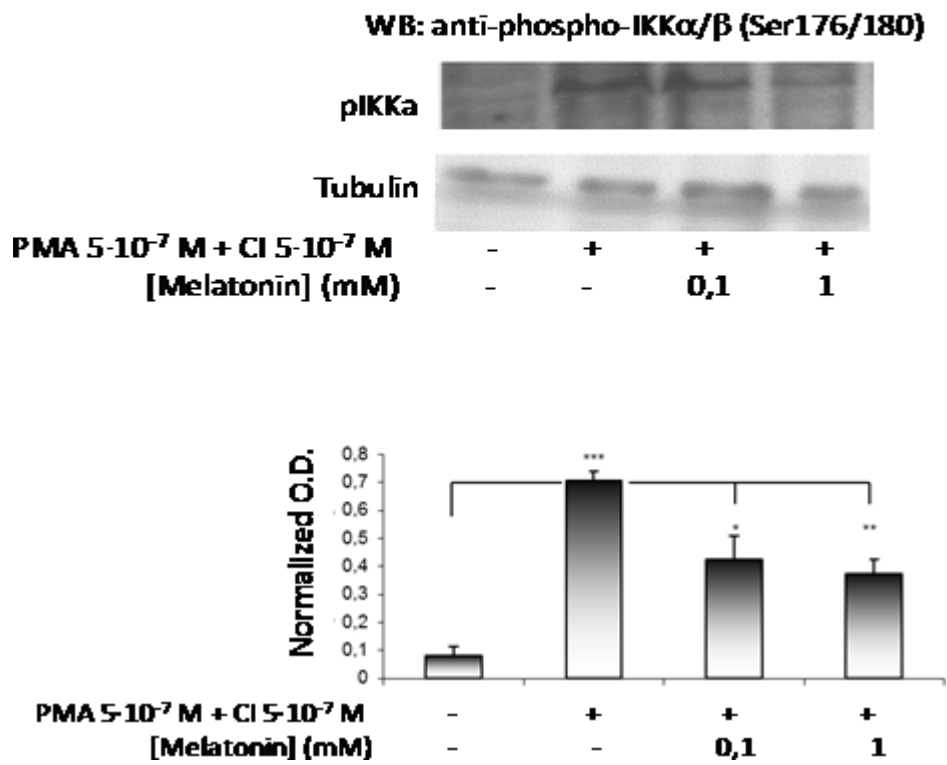 WB: anti-phospho-IKKα/β (Ser176/180)
pIKKa
Tubulin
PMA 5·10⁻⁷ M + CI 5·10⁻⁷ M - + + +
[Melatonin] (mM) - - 0,1 1
Normalized O.D.
0,8
0,7
0,6
0,5
0,4
0,3
0,2
0,1
0
***
*
**
PMA 5·10⁻⁷ M + CI 5·10⁻⁷ M - + + +
[Melatonin] (mM) - - 0,1 1